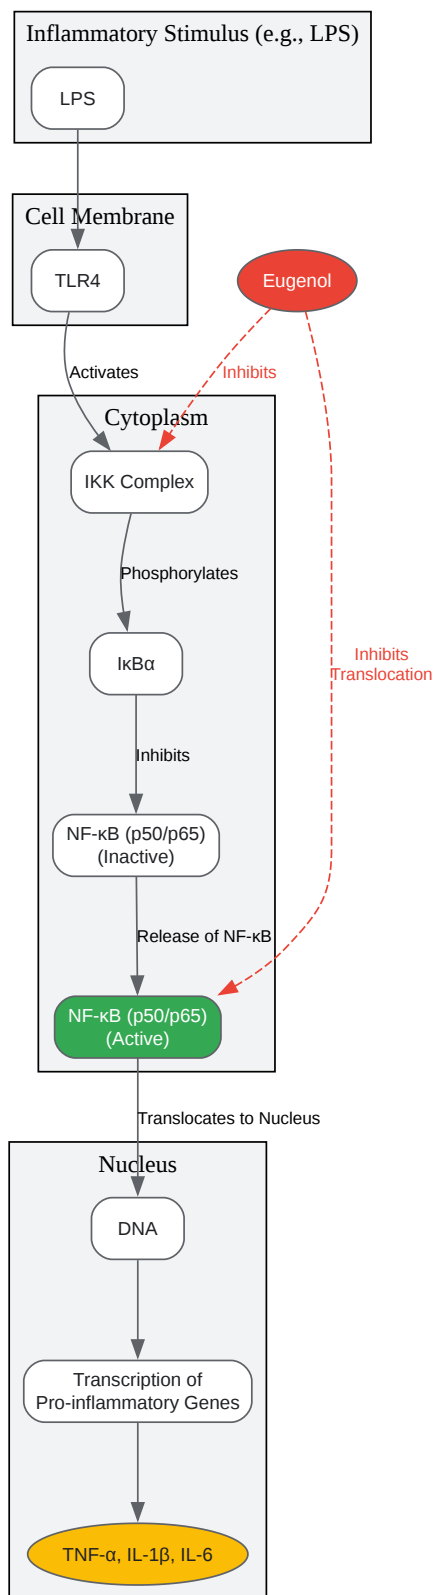 Inflammatory Stimulus (e.g., LPS)
LPS
Cell Membrane
TLR4
Eugenol
Activates
Inhibits
Cytoplasm
IKK Complex
Phosphorylates
IκBα
Inhibits
Translocation
Inhibits
NF-κB (p50/p65)
(Inactive)
Release of NF-κB
NF-κB (p50/p65)
(Active)
Translocates to Nucleus
Nucleus
DNA
Transcription of
Pro-inflammatory Genes
TNF-α, IL-1β, IL-6